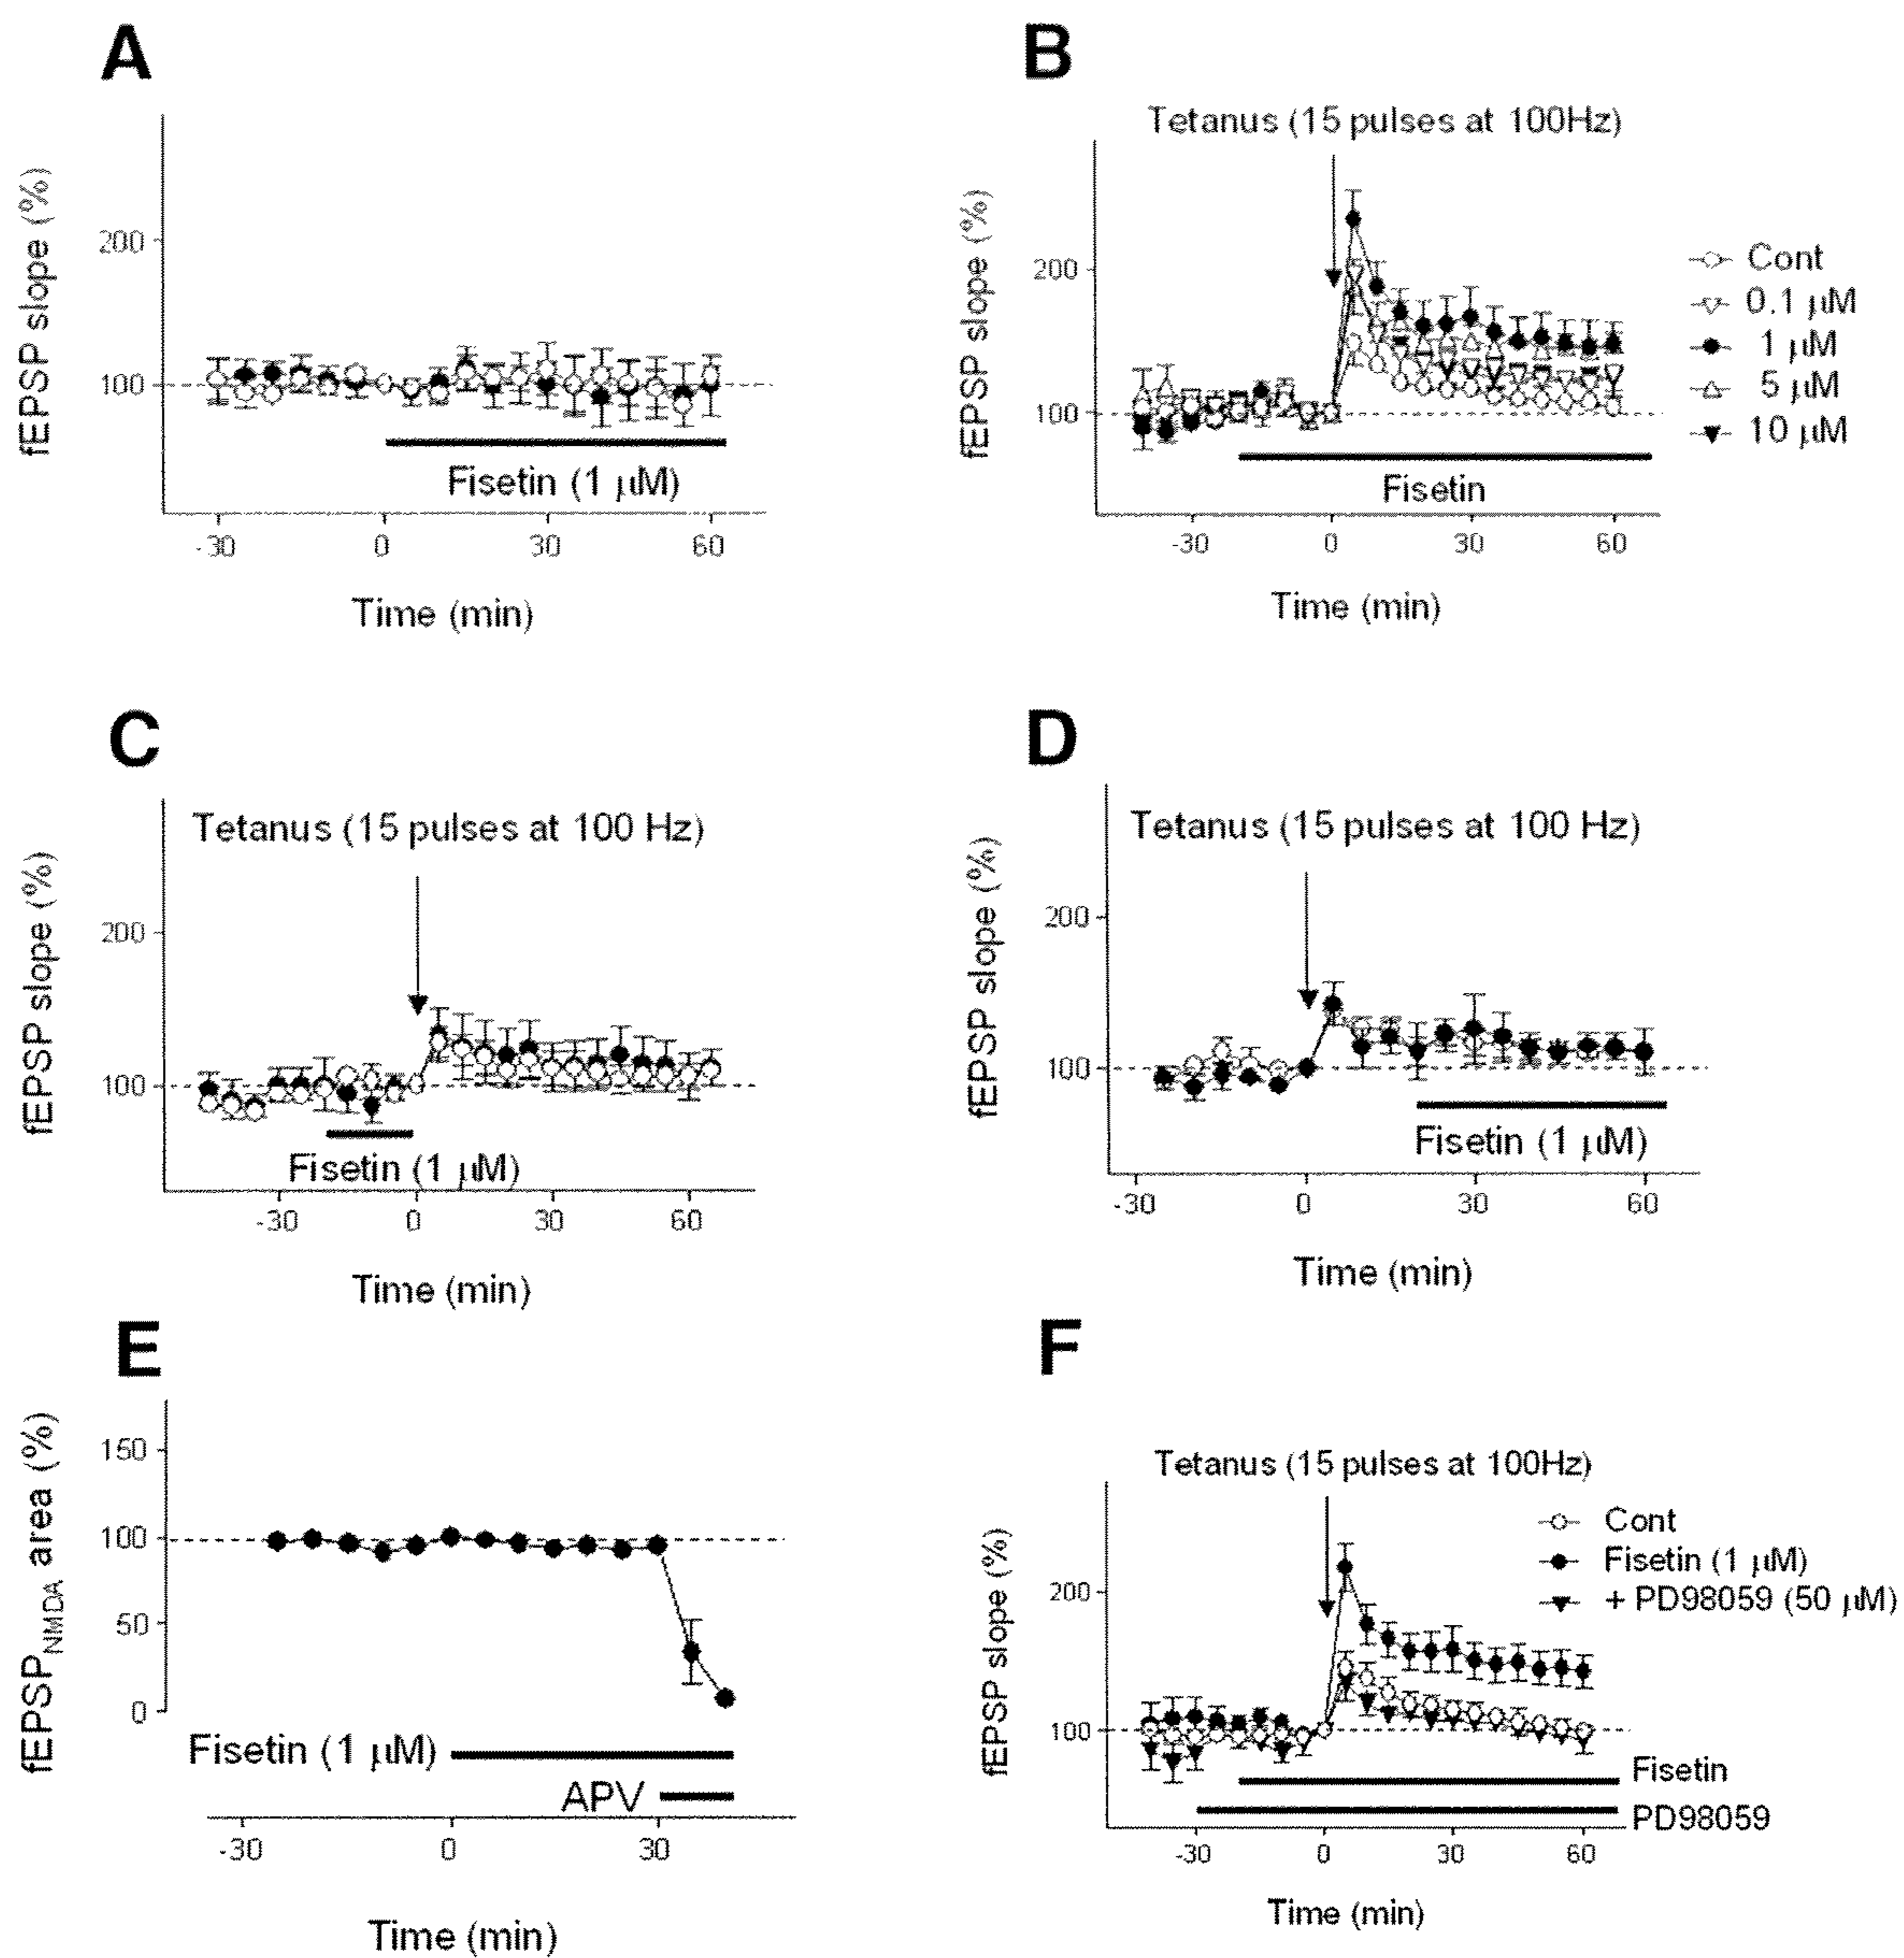 A
fEPSP slope (%)
200
100
Fisetin (1 μM)
-30 0 30 60
Time (min)
B
Tetanus (15 pulses at 100Hz)
fEPSP slope (%)
200
100
Cont
0.1 μM
1 μM
5 μM
10 μM
Fisetin
-30 0 30 60
Time (min)
C
Tetanus (15 pulses at 100 Hz)
fEPSP slope (%)
200
100
Fisetin (1 μM)
-30 0 30 60
Time (min)
D
Tetanus (15 pulses at 100 Hz)
fEPSP slope (%)
200
100
Fisetin (1 μM)
-30 0 30 60
Time (min)
E
fEPSPNMDA area (%)
150
100
50
0
Fisetin (1 μM)
APV
-30 0 30
Time (min)
F
Tetanus (15 pulses at 100Hz)
fEPSP slope (%)
Cont
Fisetin (1 μM)
+ PD98059 (50 μM)
200
100
Fisetin
PD98059
-30 0 30 60
Time (min)